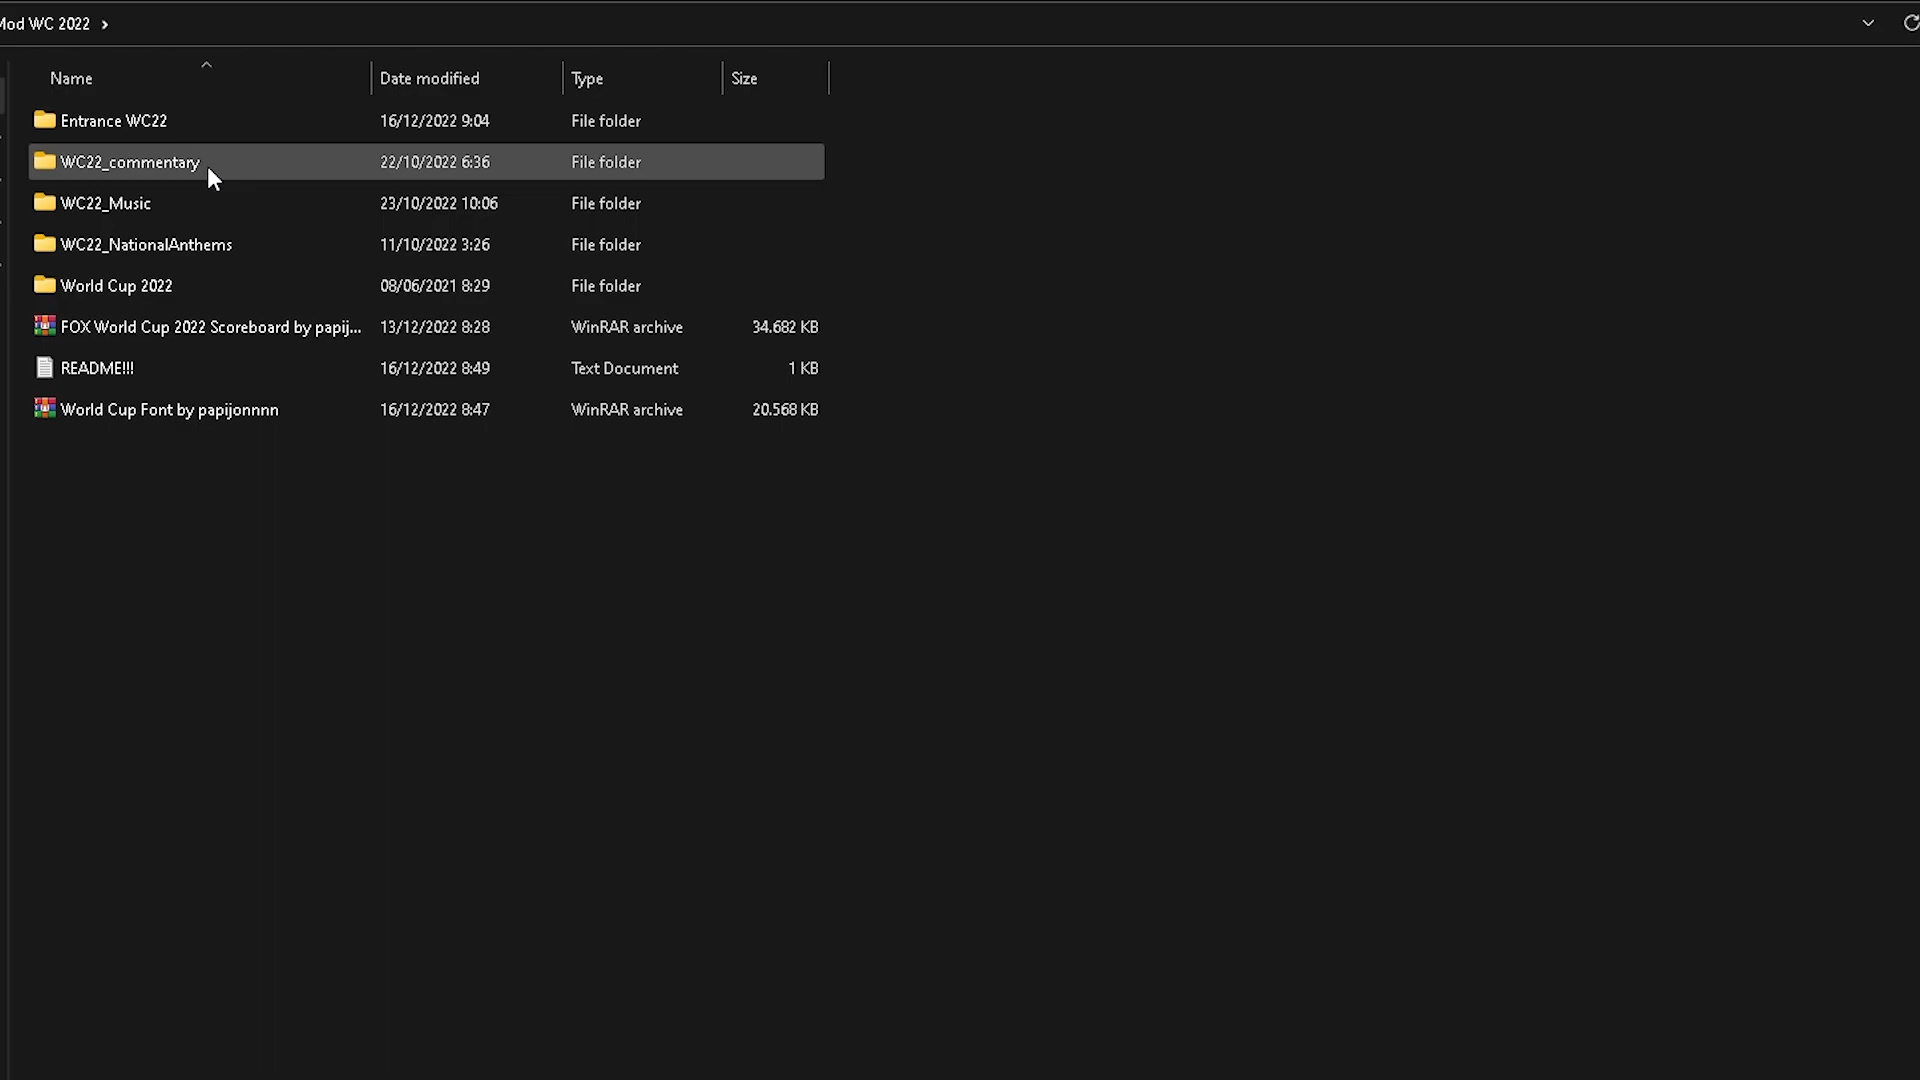 Mod WC 2022 >
Name Date modified Type Size
Entrance WC22 16/12/2022 9:04 File folder
WC22_commentary 22/10/2022 6:36 File folder
WC22_Music 23/10/2022 10:06 File folder
WC22_NationalAnthems 11/10/2022 3:26 File folder
World Cup 2022 08/06/2021 8:29 File folder
FOX World Cup 2022 Scoreboard by papij... 13/12/2022 8:28 WinRAR archive 34.682 KB
README!!! 16/12/2022 8:49 Text Document 1 KB
World Cup Font by papijonnnn 16/12/2022 8:47 WinRAR archive 20.568 KB